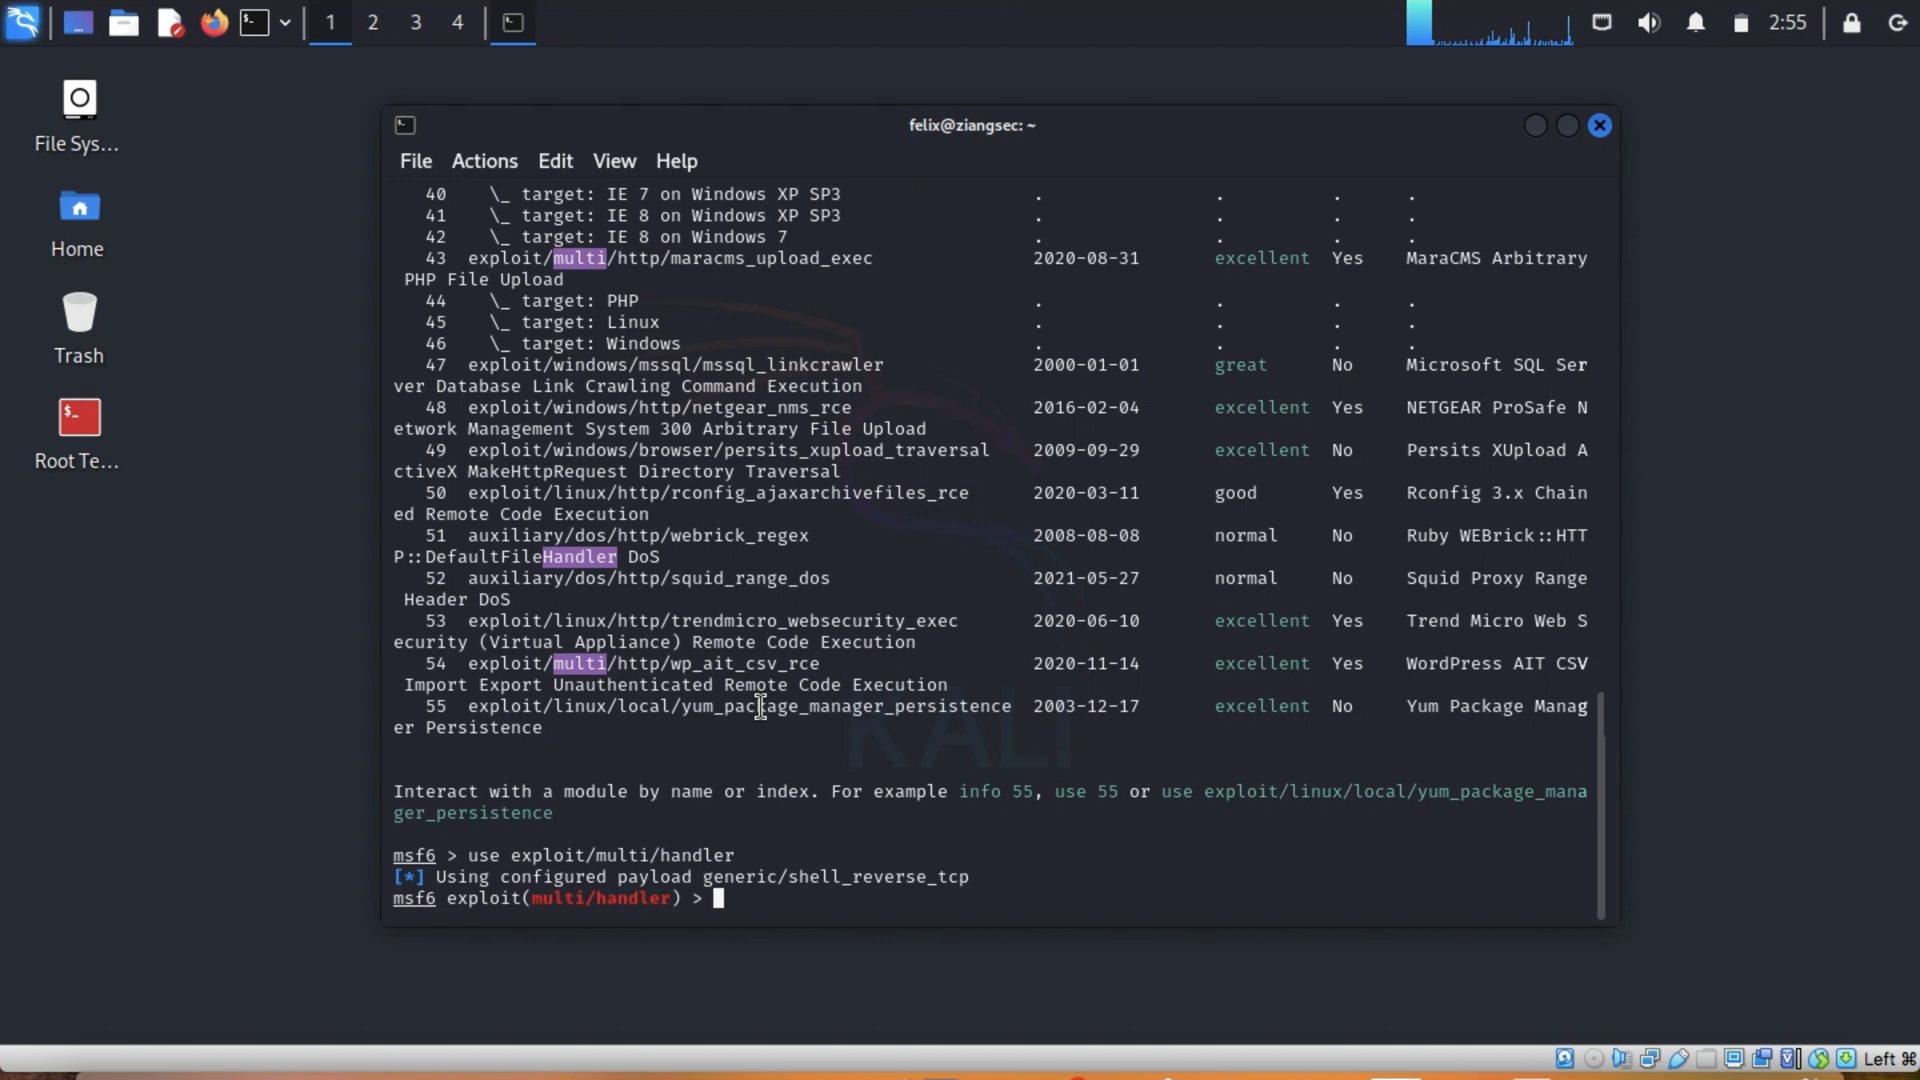 1 2 3 4 2:55
File Sys...
Home
Trash
Root Te...
felix@ziangsec: ~
File Actions Edit View Help
40 \_ target: IE 7 on Windows XP SP3 . . . .
41 \_ target: IE 8 on Windows XP SP3 . . . .
42 \_ target: IE 8 on Windows 7 . . . .
43 exploit/multi/http/maracms_upload_exec 2020-08-31 excellent Yes MaraCMS Arbitrary
PHP File Upload
44 \_ target: PHP . . . .
45 \_ target: Linux . . . .
46 \_ target: Windows . . . .
47 exploit/windows/mssql/mssql_linkcrawler 2000-01-01 great No Microsoft SQL Ser
ver Database Link Crawling Command Execution
48 exploit/windows/http/netgear_nms_rce 2016-02-04 excellent Yes NETGEAR ProSafe N
etwork Management System 300 Arbitrary File Upload
49 exploit/windows/browser/persits_xupload_traversal 2009-09-29 excellent No Persits XUpload A
ctiveX MakeHttpRequest Directory Traversal
50 exploit/linux/http/rconfig_ajaxarchivefiles_rce 2020-03-11 good Yes Rconfig 3.x Chain
ed Remote Code Execution
51 auxiliary/dos/http/webrick_regex 2008-08-08 normal No Ruby WEBrick::HTT
P::DefaultFileHandler DoS
52 auxiliary/dos/http/squid_range_dos 2021-05-27 normal No Squid Proxy Range
Header DoS
53 exploit/linux/http/trendmicro_websecurity_exec 2020-06-10 excellent Yes Trend Micro Web S
ecurity (Virtual Appliance) Remote Code Execution
54 exploit/multi/http/wp_ait_csv_rce 2020-11-14 excellent Yes WordPress AIT CSV
Import Export Unauthenticated Remote Code Execution
55 exploit/linux/local/yum_package_manager_persistence 2003-12-17 excellent No Yum Package Manag
er Persistence
KALI
Interact with a module by name or index. For example info 55, use 55 or use exploit/linux/local/yum_package_mana
ger_persistence
msf6 > use exploit/multi/handler
[*] Using configured payload generic/shell_reverse_tcp
msf6 exploit(multi/handler) >
Left ⌘